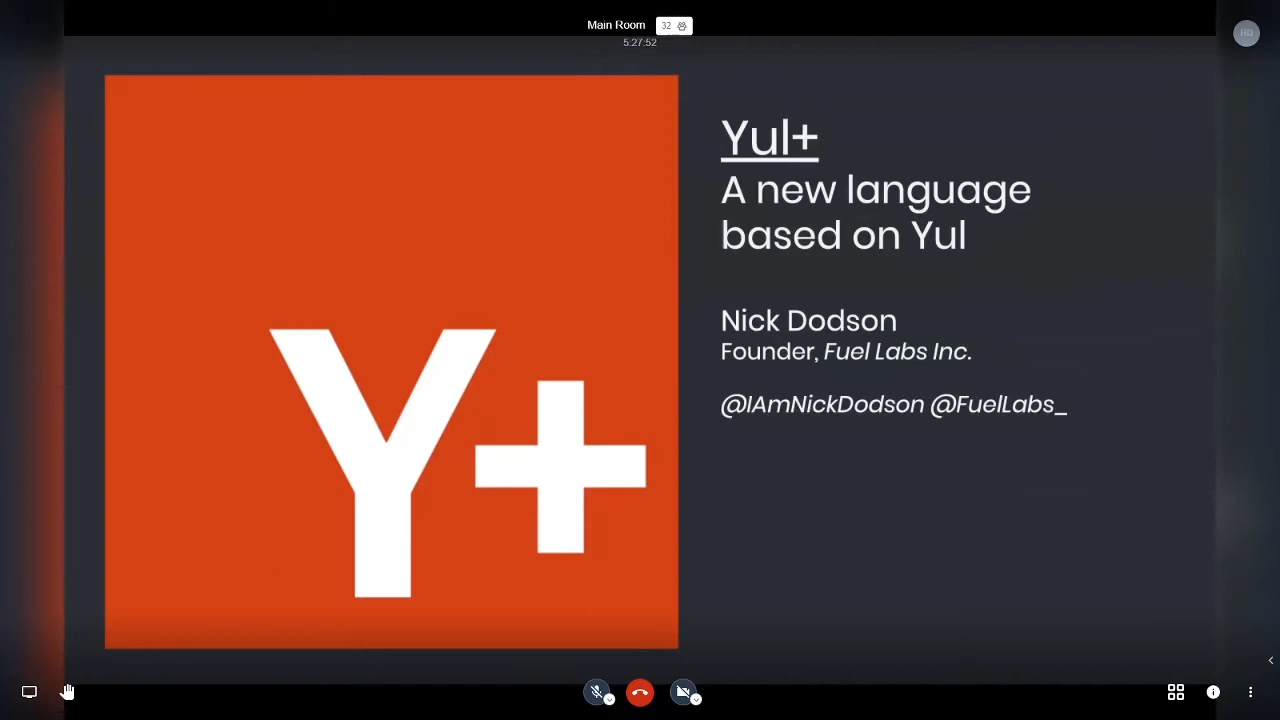 Main Room
32
5:27:52
HD
Y+
Yul+
A new language
based on Yul
Nick Dodson
Founder, Fuel Labs Inc.
@IAmNickDodson @FuelLabs_